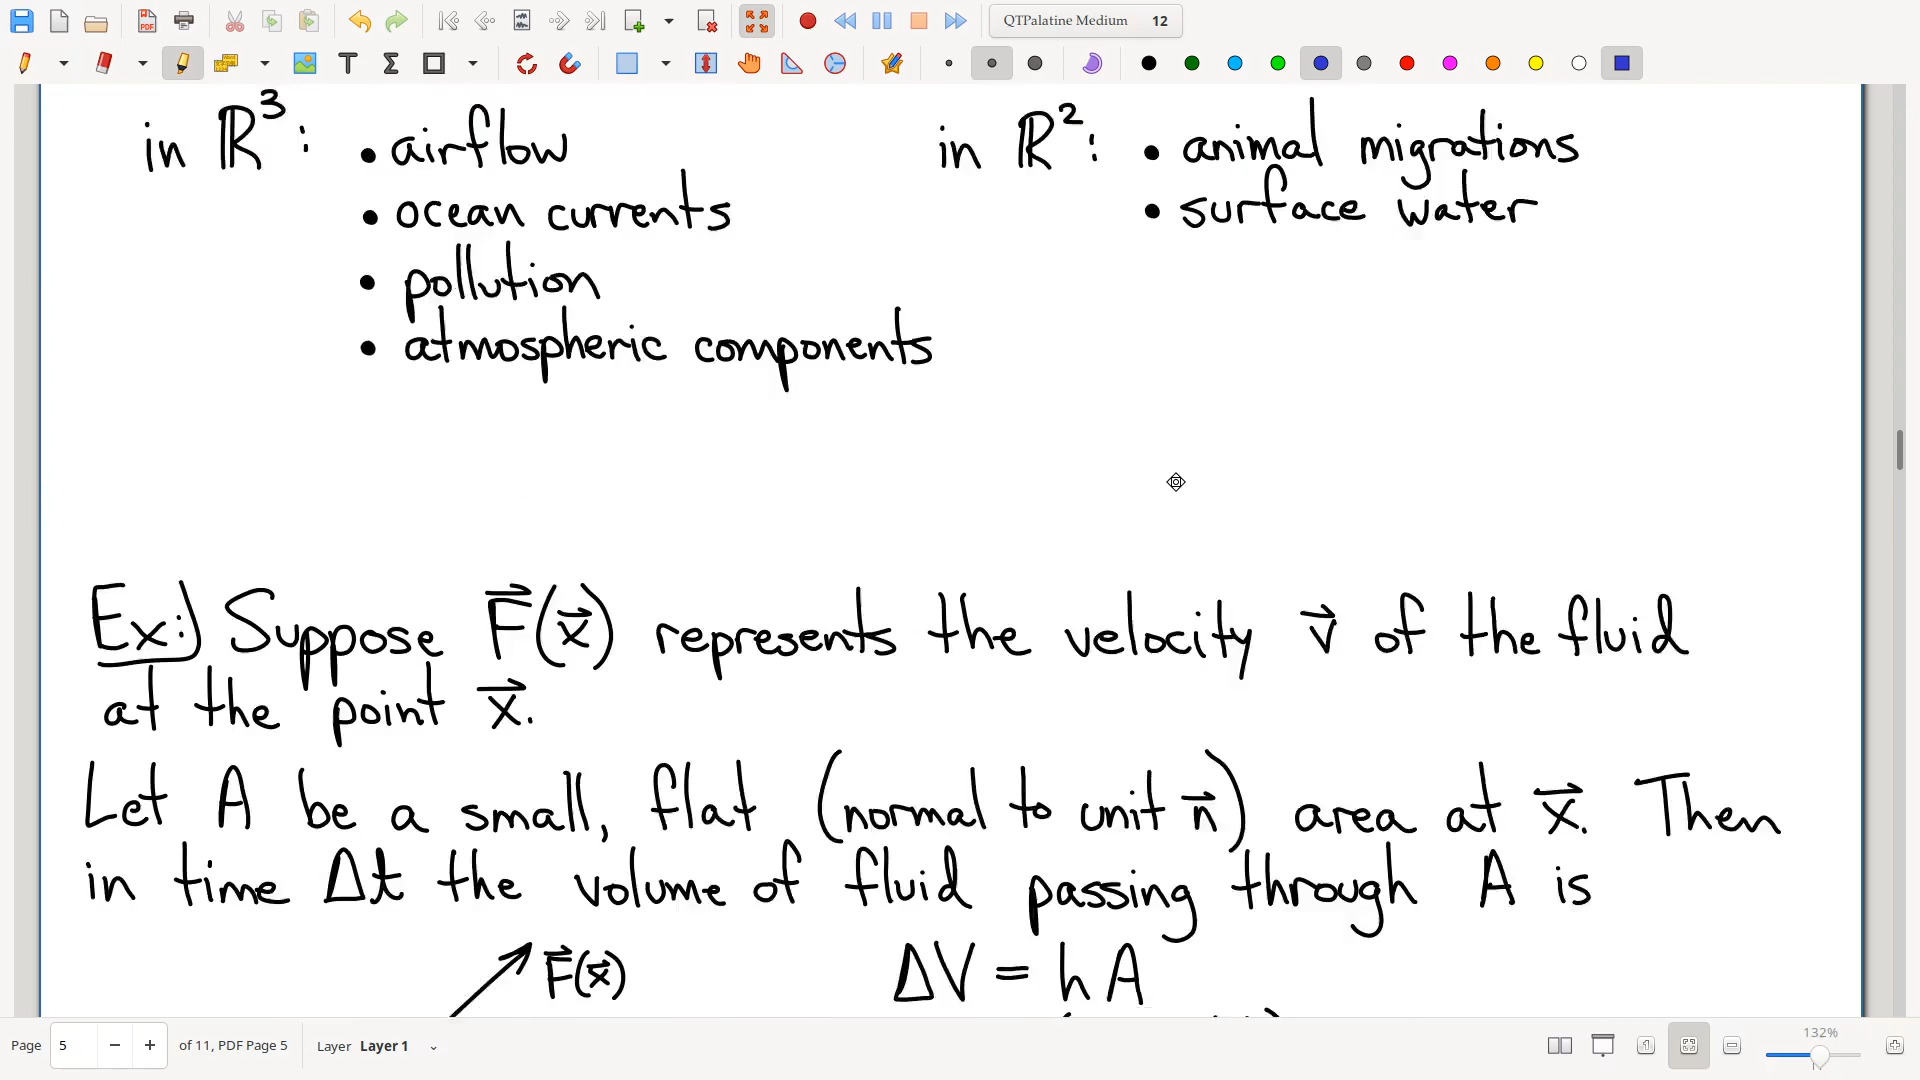 QTPalatine Medium 12
in ℝ³: • airflow
• ocean currents
• pollution
• atmospheric components
in ℝ²: • animal migrations
• surface water
Ex:) Suppose F⃗(x⃗) represents the velocity v⃗ of the fluid
at the point x⃗.
Let A be a small, flat (normal to unit n⃗) area at x⃗. Then
in time Δt the volume of fluid passing through A is
F⃗(x⃗)
ΔV = hA
Page 5 of 11, PDF Page 5 Layer Layer 1 132%